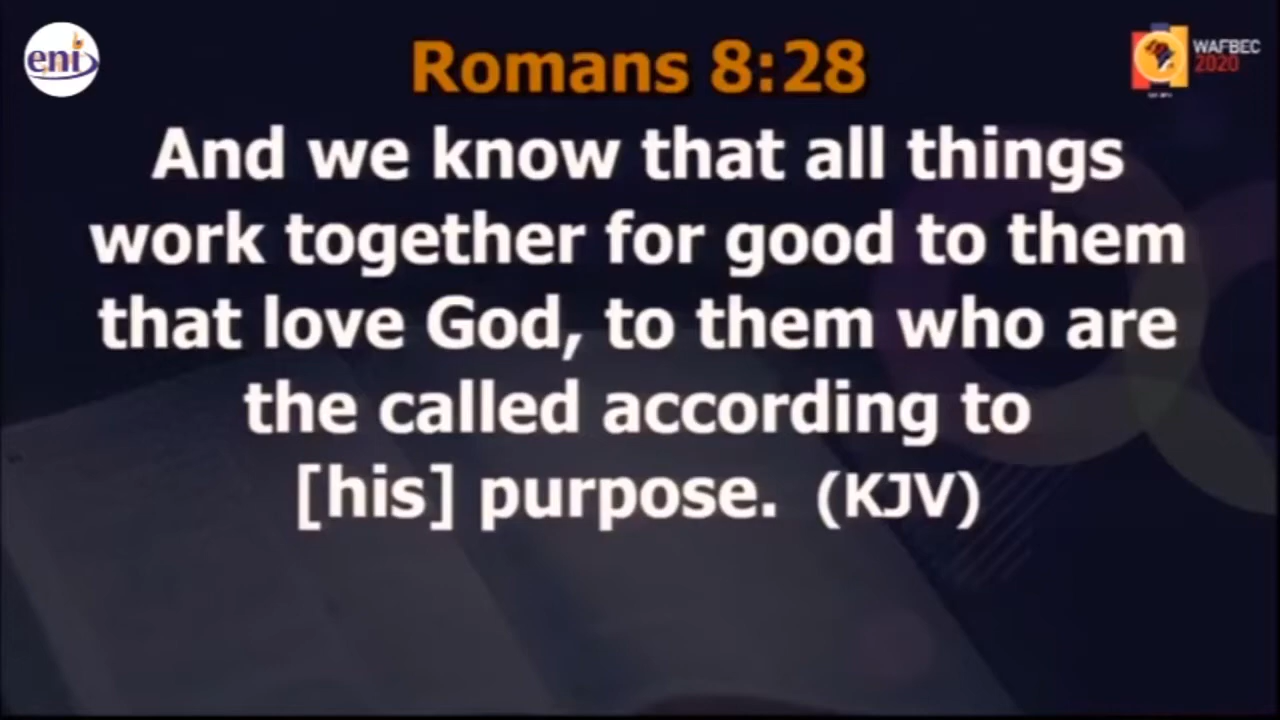 eni
Romans 8:28
WAFBEC
2020
And we know that all things
work together for good to them
that love God, to them who are
the called according to
[his] purpose. (KJV)